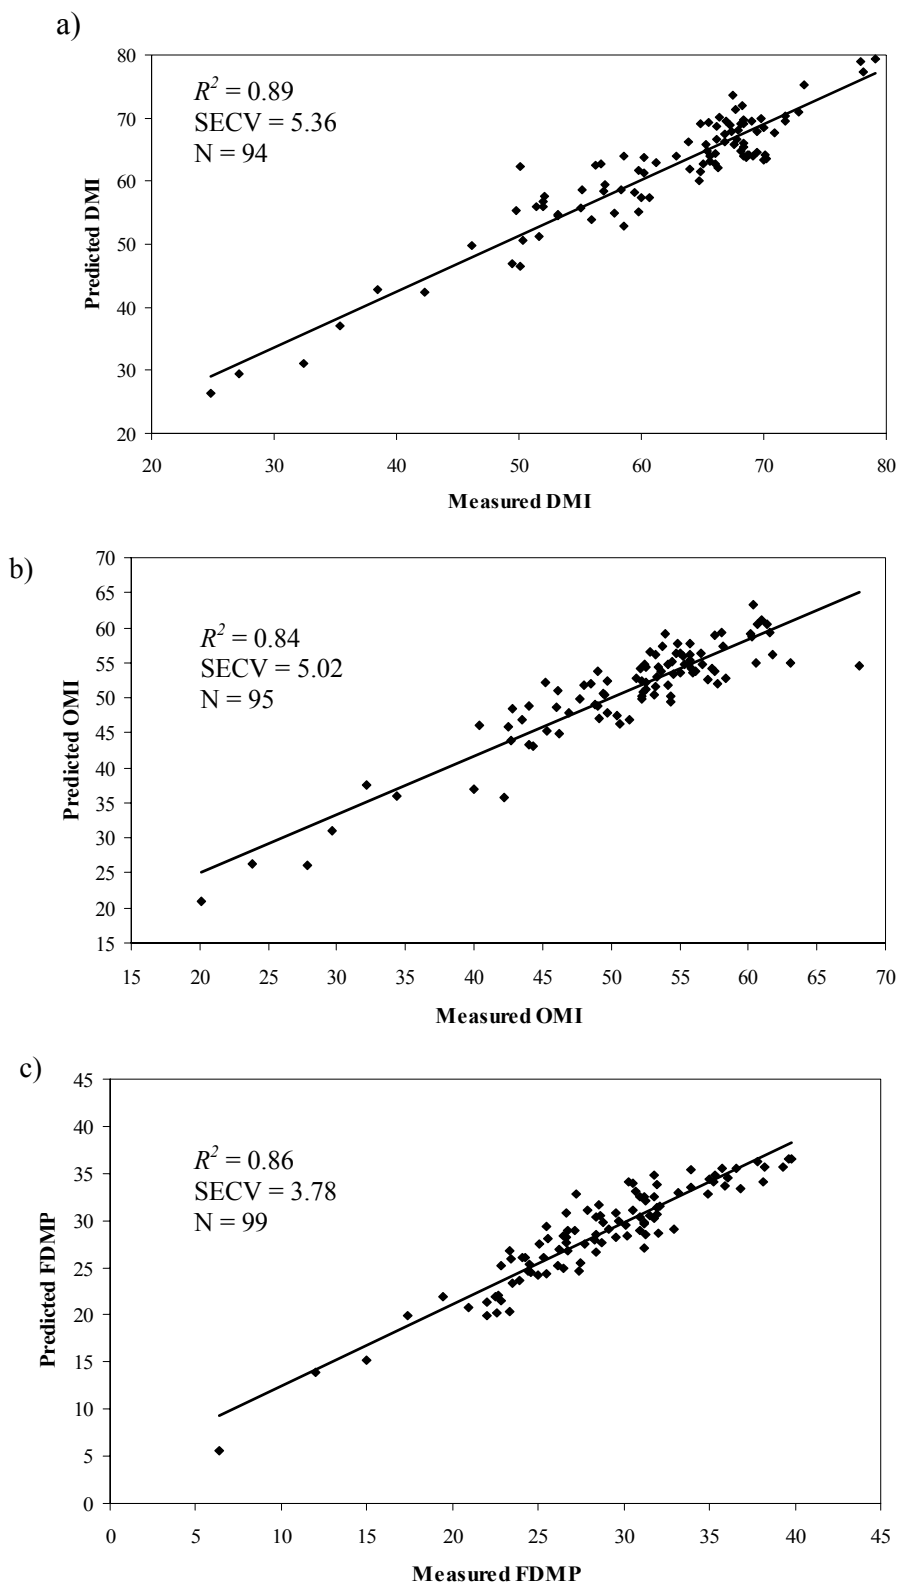 a)
80
70
60
50
40
30
20
R² = 0.89
SECV = 5.36
N = 94
Predicted DMI
20 30 40 50 60 70 80
Measured DMI
b)
70
65
60
55
50
45
40
35
30
25
20
15
R² = 0.84
SECV = 5.02
N = 95
Predicted OMI
15 20 25 30 35 40 45 50 55 60 65 70
Measured OMI
c)
45
40
35
30
25
20
15
10
5
0
R² = 0.86
SECV = 3.78
N = 99
Predicted FDMP
0 5 10 15 20 25 30 35 40 45
Measured FDMP